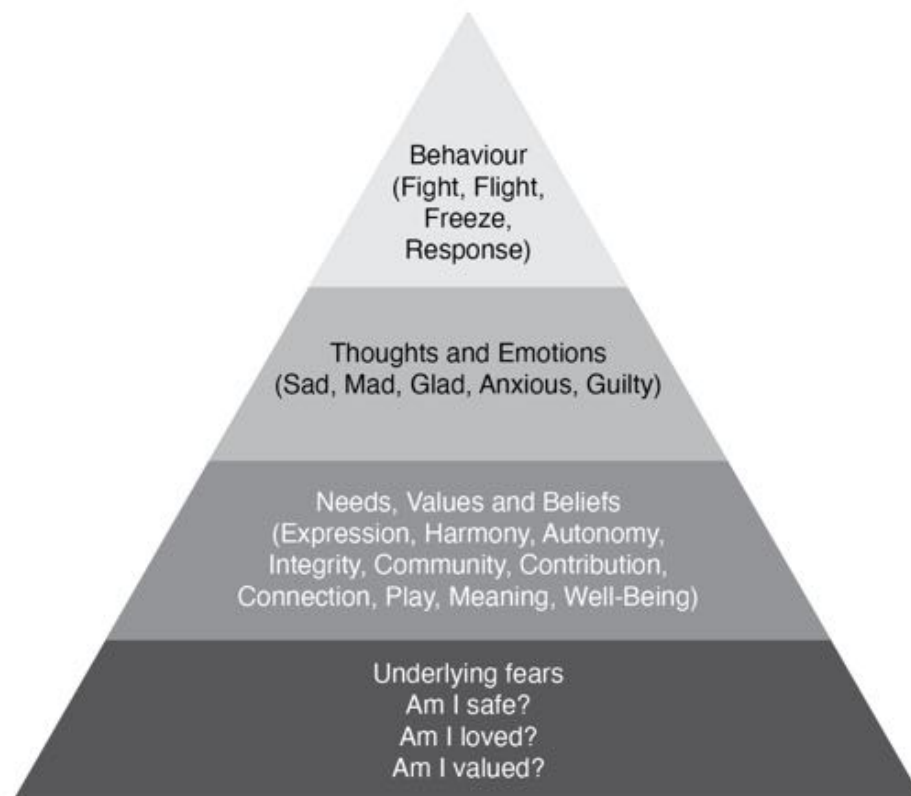 Behaviour
(Fight, Flight,
Freeze,
Response)
Thoughts and Emotions
(Sad, Mad, Glad, Anxious, Guilty)
Needs, Values and Beliefs
(Expression, Harmony, Autonomy,
Integrity, Community, Contribution,
Connection, Play, Meaning, Well-Being)
Underlying fears
Am I safe?
Am I loved?
Am I valued?